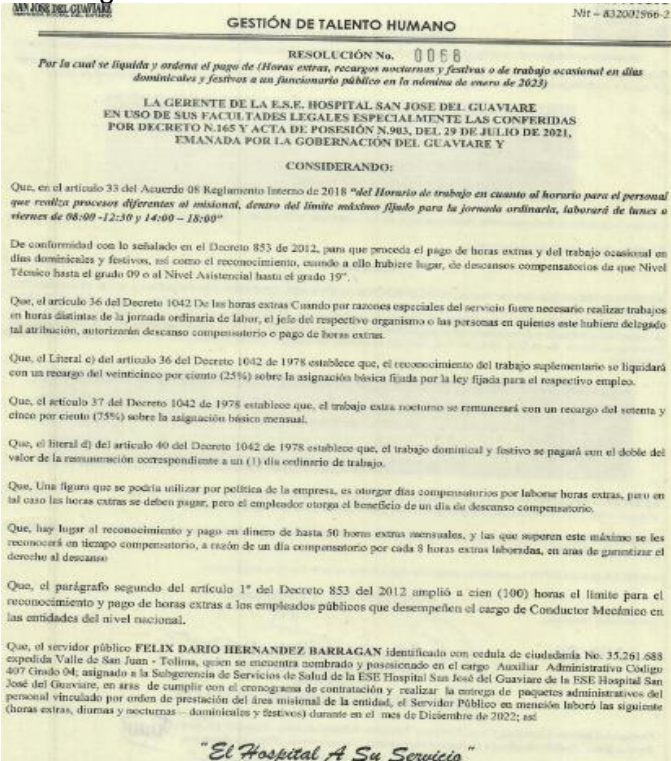 SAN JOSE DEL GUAVIARE
Nit – 832001966-2
GESTIÓN DE TALENTO HUMANO
RESOLUCIÓN No. 0068
Por la cual se liquida y ordena el pago de (Horas extras, recargos nocturnos y festivos o de trabajo ocasional en días
dominicales y festivos a un funcionario público en la nómina de enero de 2023)
LA GERENTE DE LA E.S.E. HOSPITAL SAN JOSE DEL GUAVIARE
EN USO DE SUS FACULTADES LEGALES ESPECIALMENTE LAS CONFERIDAS
POR DECRETO N.165 Y ACTA DE POSESIÓN N.903, DEL 29 DE JULIO DE 2021,
EMANADA POR LA GOBERNACIÓN DEL GUAVIARE Y
CONSIDERANDO:
Que, en el artículo 33 del Acuerdo 08 Reglamento Interno de 2018 "del Horario de trabajo en cuanto al horario para el personal
que realiza procesos diferentes al misional, dentro del límite máximo fijado para la jornada ordinaria, laborará de lunes a
viernes de 08:00 -12:30 y 14:00 – 18:00"
De conformidad con lo señalado en el Decreto 853 de 2012, para que proceda el pago de horas extras y del trabajo ocasional en
días dominicales y festivos, así como el reconocimiento, cuando a ello hubiere lugar, de descansos compensatorios de que Nivel
Técnico hasta el grado 09 o al Nivel Asistencial hasta el grado 19".
Que, el artículo 36 del Decreto 1042 De las horas extras Cuando por razones especiales del servicio fuere necesario realizar trabajos
en horas distintas de la jornada ordinaria de labor, el jefe del respectivo organismo o las personas en quienes este hubiere delegado
tal atribución, autorizarán descanso compensatorio o pago de horas extras.
Que, el Literal c) del artículo 36 del Decreto 1042 de 1978 establece que, el reconocimiento del trabajo suplementario se liquidará
con un recargo del veinticinco por ciento (25%) sobre la asignación básica fijada por la ley fijada para el respectivo empleo.
Que, el artículo 37 del Decreto 1042 de 1978 establece que, el trabajo extra nocturno se remunerará con un recargo del setenta y
cinco por ciento (75%) sobre la asignación básico mensual.
Que, el literal d) del artículo 40 del Decreto 1042 de 1978 establece que, el trabajo dominical y festivo se pagará con el doble del
valor de la remuneración correspondiente a un (1) día ordinario de trabajo.
Que, Una figura que se podría utilizar por política de la empresa, es otorgar días compensatorios por laborar horas extras, pero en
tal caso las horas extras se deben pagar, pero el empleador otorga el beneficio de un día de descanso compensatorio.
Que, hay lugar al reconocimiento y pago en dinero de hasta 50 horas extras mensuales, y las que superen este máximo se les
reconocerá en tiempo compensatorio, a razón de un día compensatorio por cada 8 horas extras laboradas, en aras de garantizar el
derecho al descanso
Que, el parágrafo segundo del artículo 1º del Decreto 853 del 2012 amplió a cien (100) horas el límite para el
reconocimiento y pago de horas extras a los empleados públicos que desempeñen el cargo de Conductor Mecánico en
las entidades del nivel nacional.
Que, el servidor público FELIX DARIO HERNANDEZ BARRAGAN identificado con cedula de ciudadanía No. 35.261.688
expedida Valle de San Juan - Tolima, quien se encuentra nombrado y posesionado en el cargo Auxiliar Administrativo Código
407 Grado 04; asignado a la Subgerencia de Servicios de Salud de la ESE Hospital San José del Guaviare de la ESE Hospital San
José del Guaviare, en aras de cumplir con el cronograma de contratación y realizar la entrega de paquetes administrativos del
personal vinculado por orden de prestación del área misional de la entidad, el Servidor Público en mención laboró las siguiente
(horas extras, diurnas y nocturnas – dominicales y festivos) durante en el mes de Diciembre de 2022; así
"El Hospital A Su Servicio"